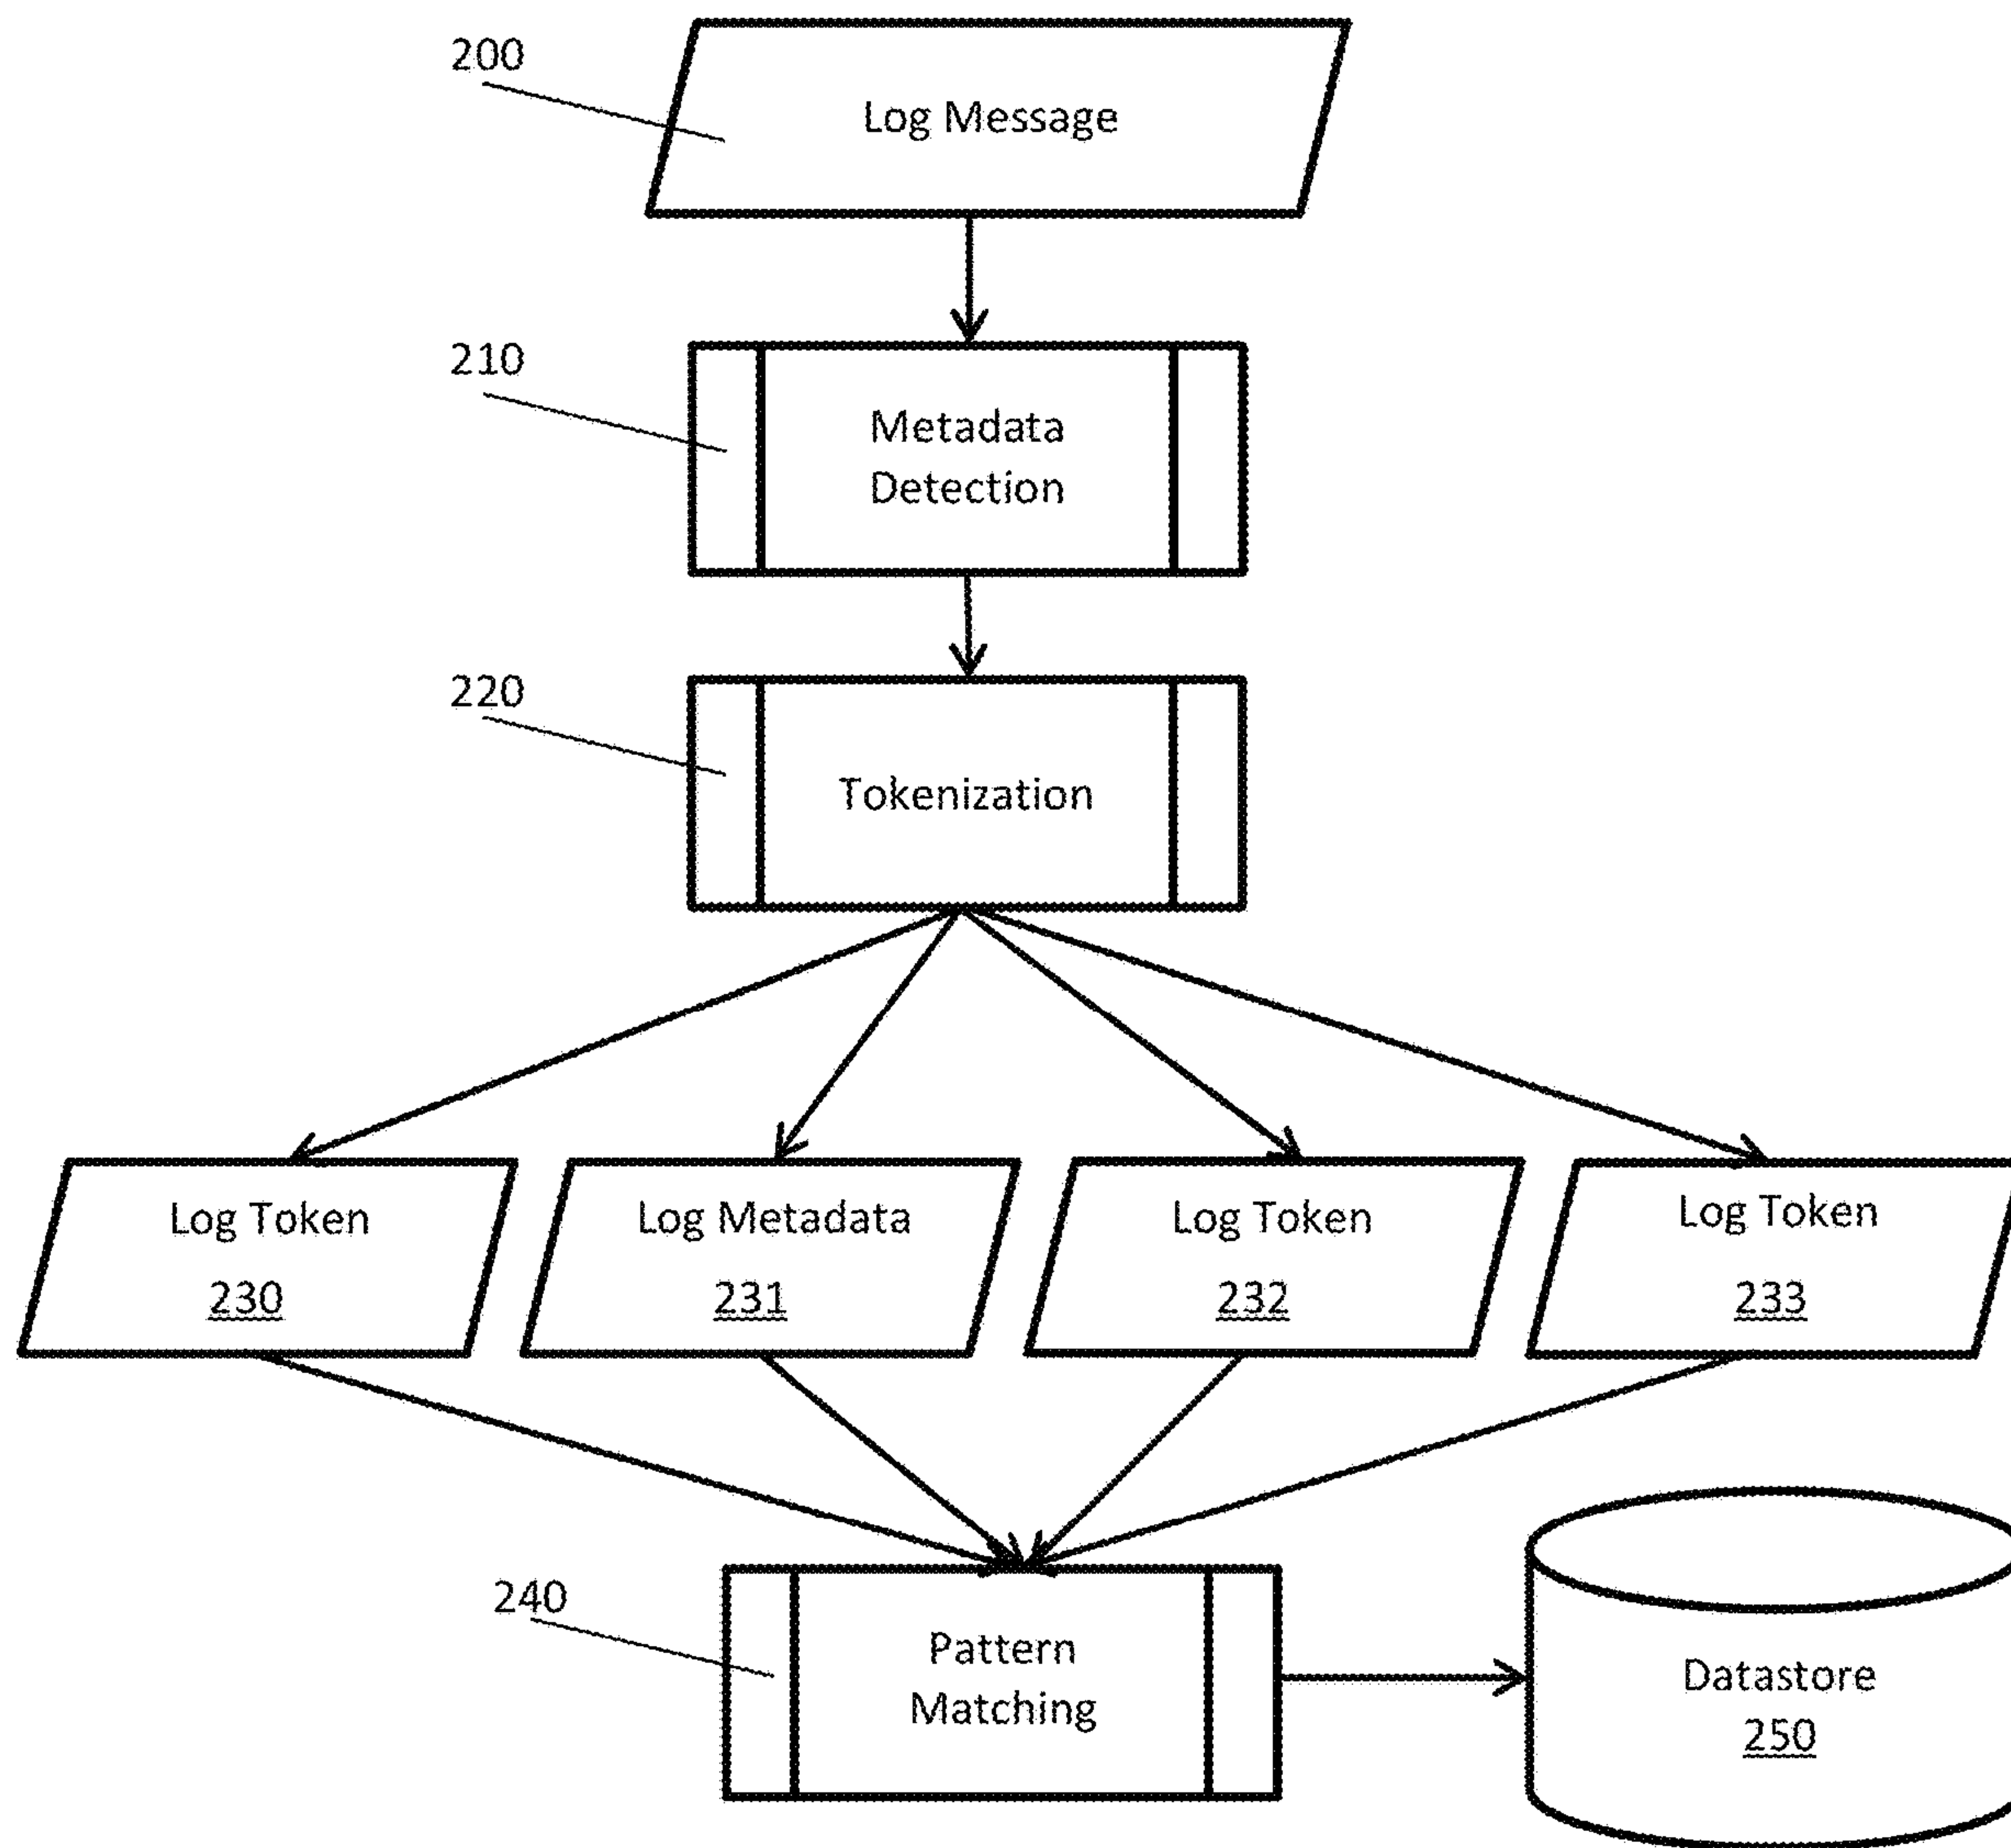 200
Log Message
210
Metadata
Detection
220
Tokenization
Log Token
230
Log Metadata
231
Log Token
232
Log Token
233
240
Pattern
Matching
Datastore
250